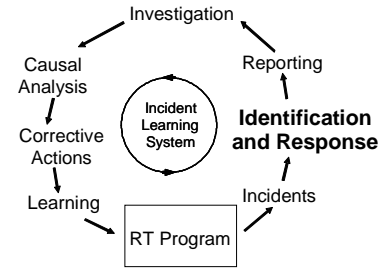 Investigation
Causal
Analysis
Reporting
Incident
Learning
System
Identification
and Response
Corrective
Actions
Learning
Incidents
RT Program